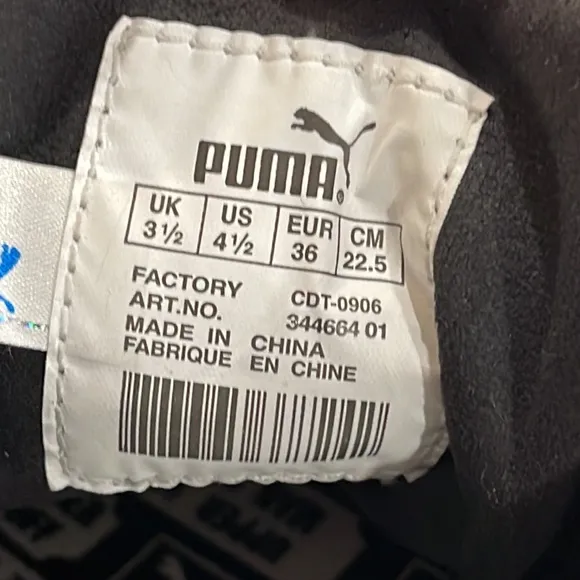 PUMA®
UK US EUR CM
3½ 4½ 36 22.5
FACTORY CDT-0906
ART.NO. 344664 01
MADE IN CHINA
FABRIQUE EN CHINE